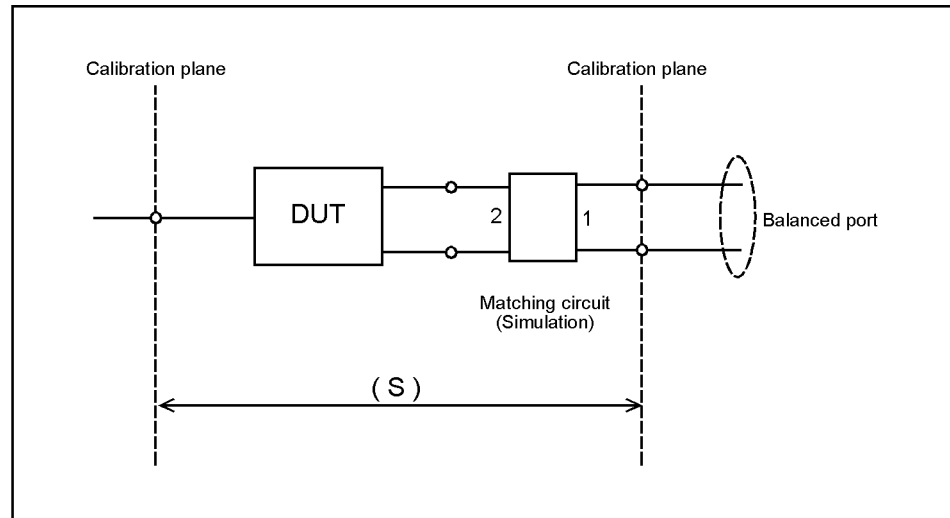 Calibration plane
Calibration plane
DUT
2
1
Balanced port
Matching circuit
(Simulation)
( S )